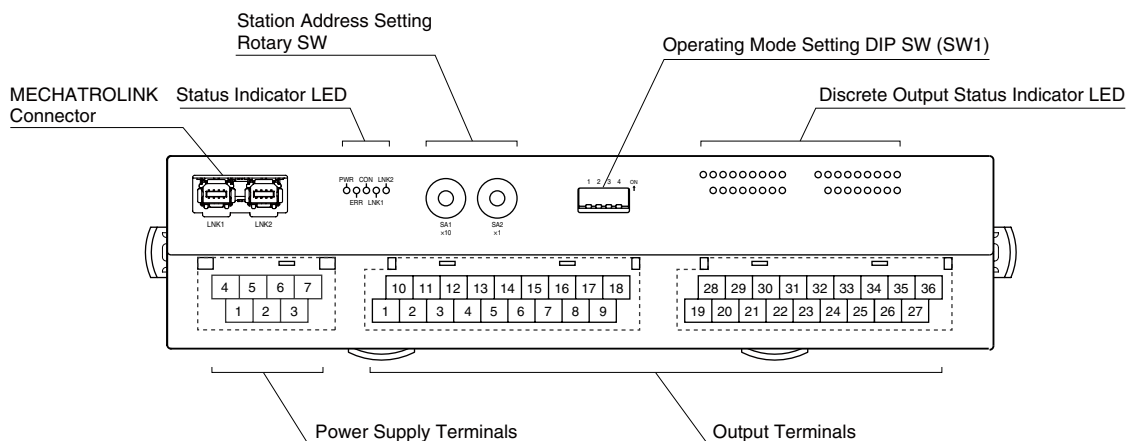 Station Address Setting
Rotary SW
Operating Mode Setting DIP SW (SW1)
MECHATROLINK
Connector
Status Indicator LED
Discrete Output Status Indicator LED
PWR CON LNK2
ERR LNK1
1 2 3 4 ON
LNK1 LNK2
SA1
×10
SA2
×1
4 5 6 7
1 2 3
10 11 12 13 14 15 16 17 18
1 2 3 4 5 6 7 8 9
28 29 30 31 32 33 34 35 36
19 20 21 22 23 24 25 26 27
Power Supply Terminals
Output Terminals